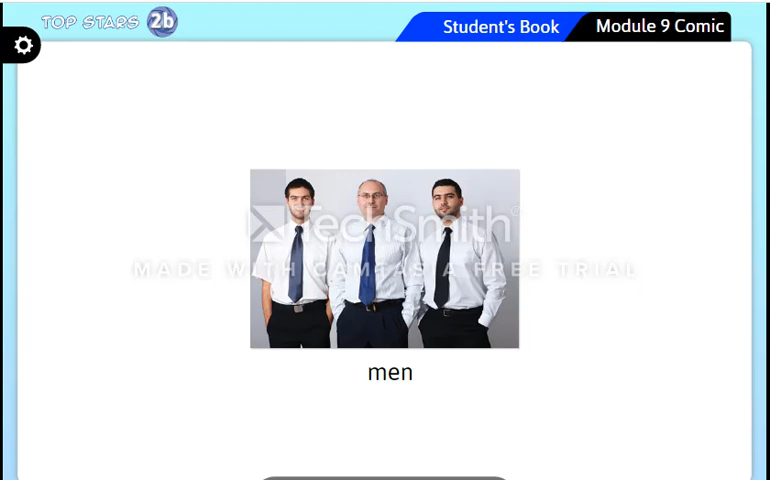 TOP STARS 2b
Student's Book
Module 9 Comic
TechSmith®
MADE WITH CAMTASIA FREE TRIAL
men